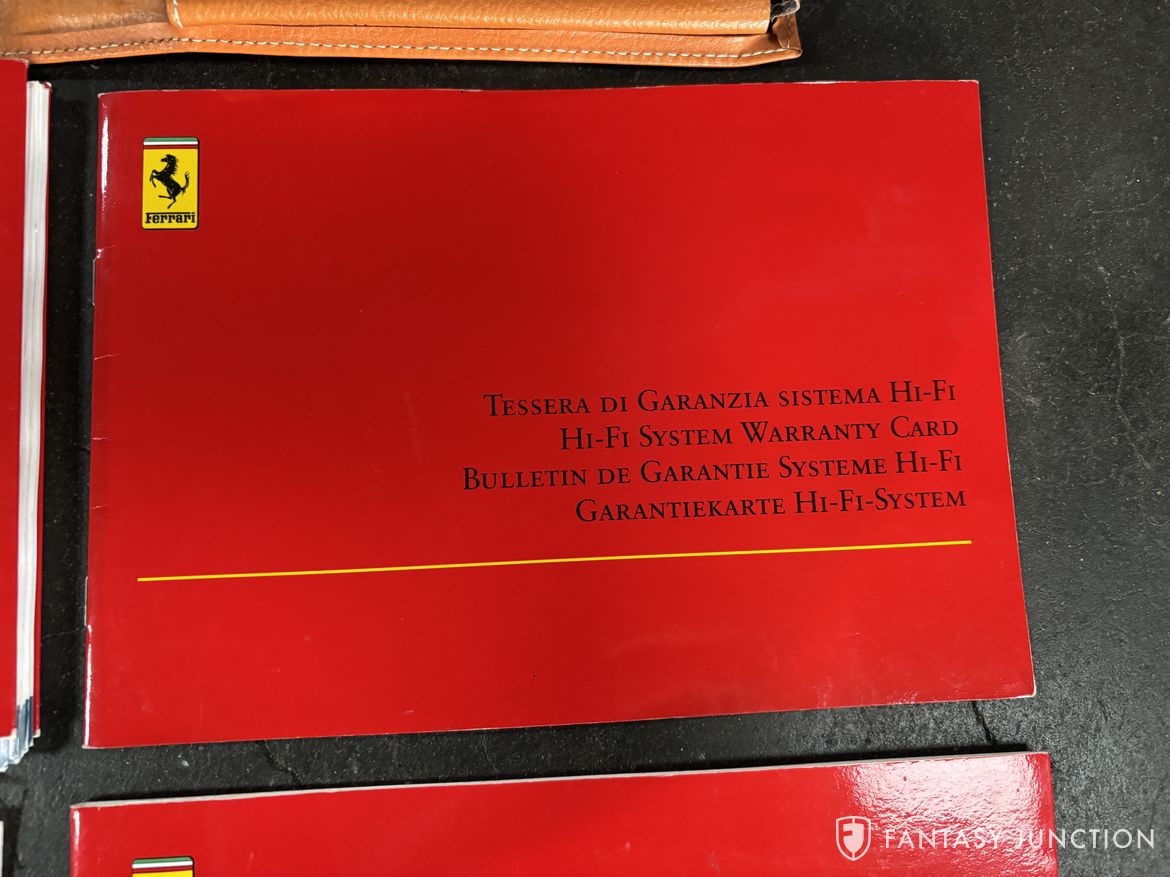 Ferrari
TESSERA DI GARANZIA SISTEMA HI-FI
HI-FI SYSTEM WARRANTY CARD
BULLETIN DE GARANTIE SYSTEME HI-FI
GARANTIEKARTE HI-FI-SYSTEM
FANTASY JUNCTION